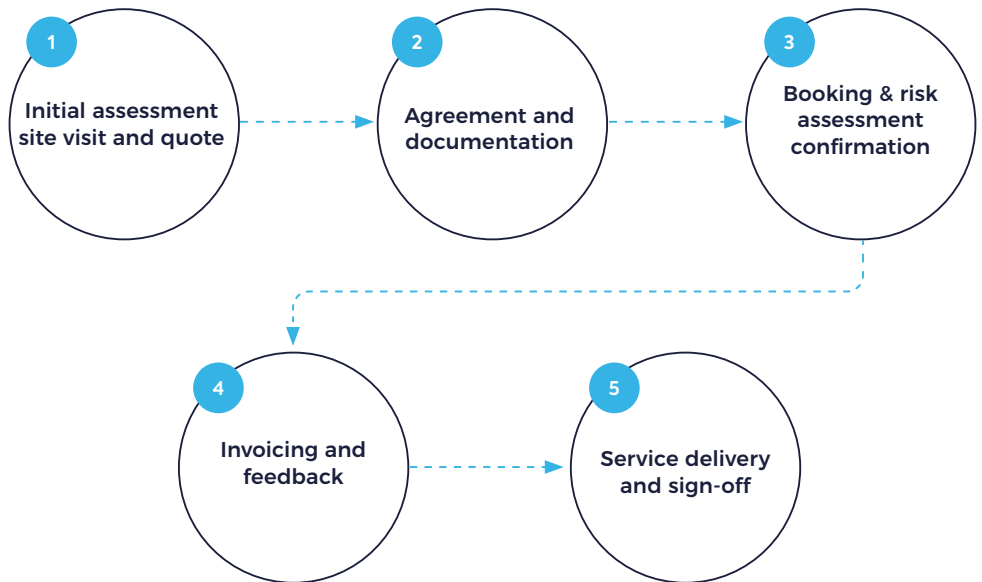 1
Initial assessment
site visit and quote
2
Agreement and
documentation
3
Booking & risk
assessment
confirmation
4
Invoicing and
feedback
5
Service delivery
and sign-off